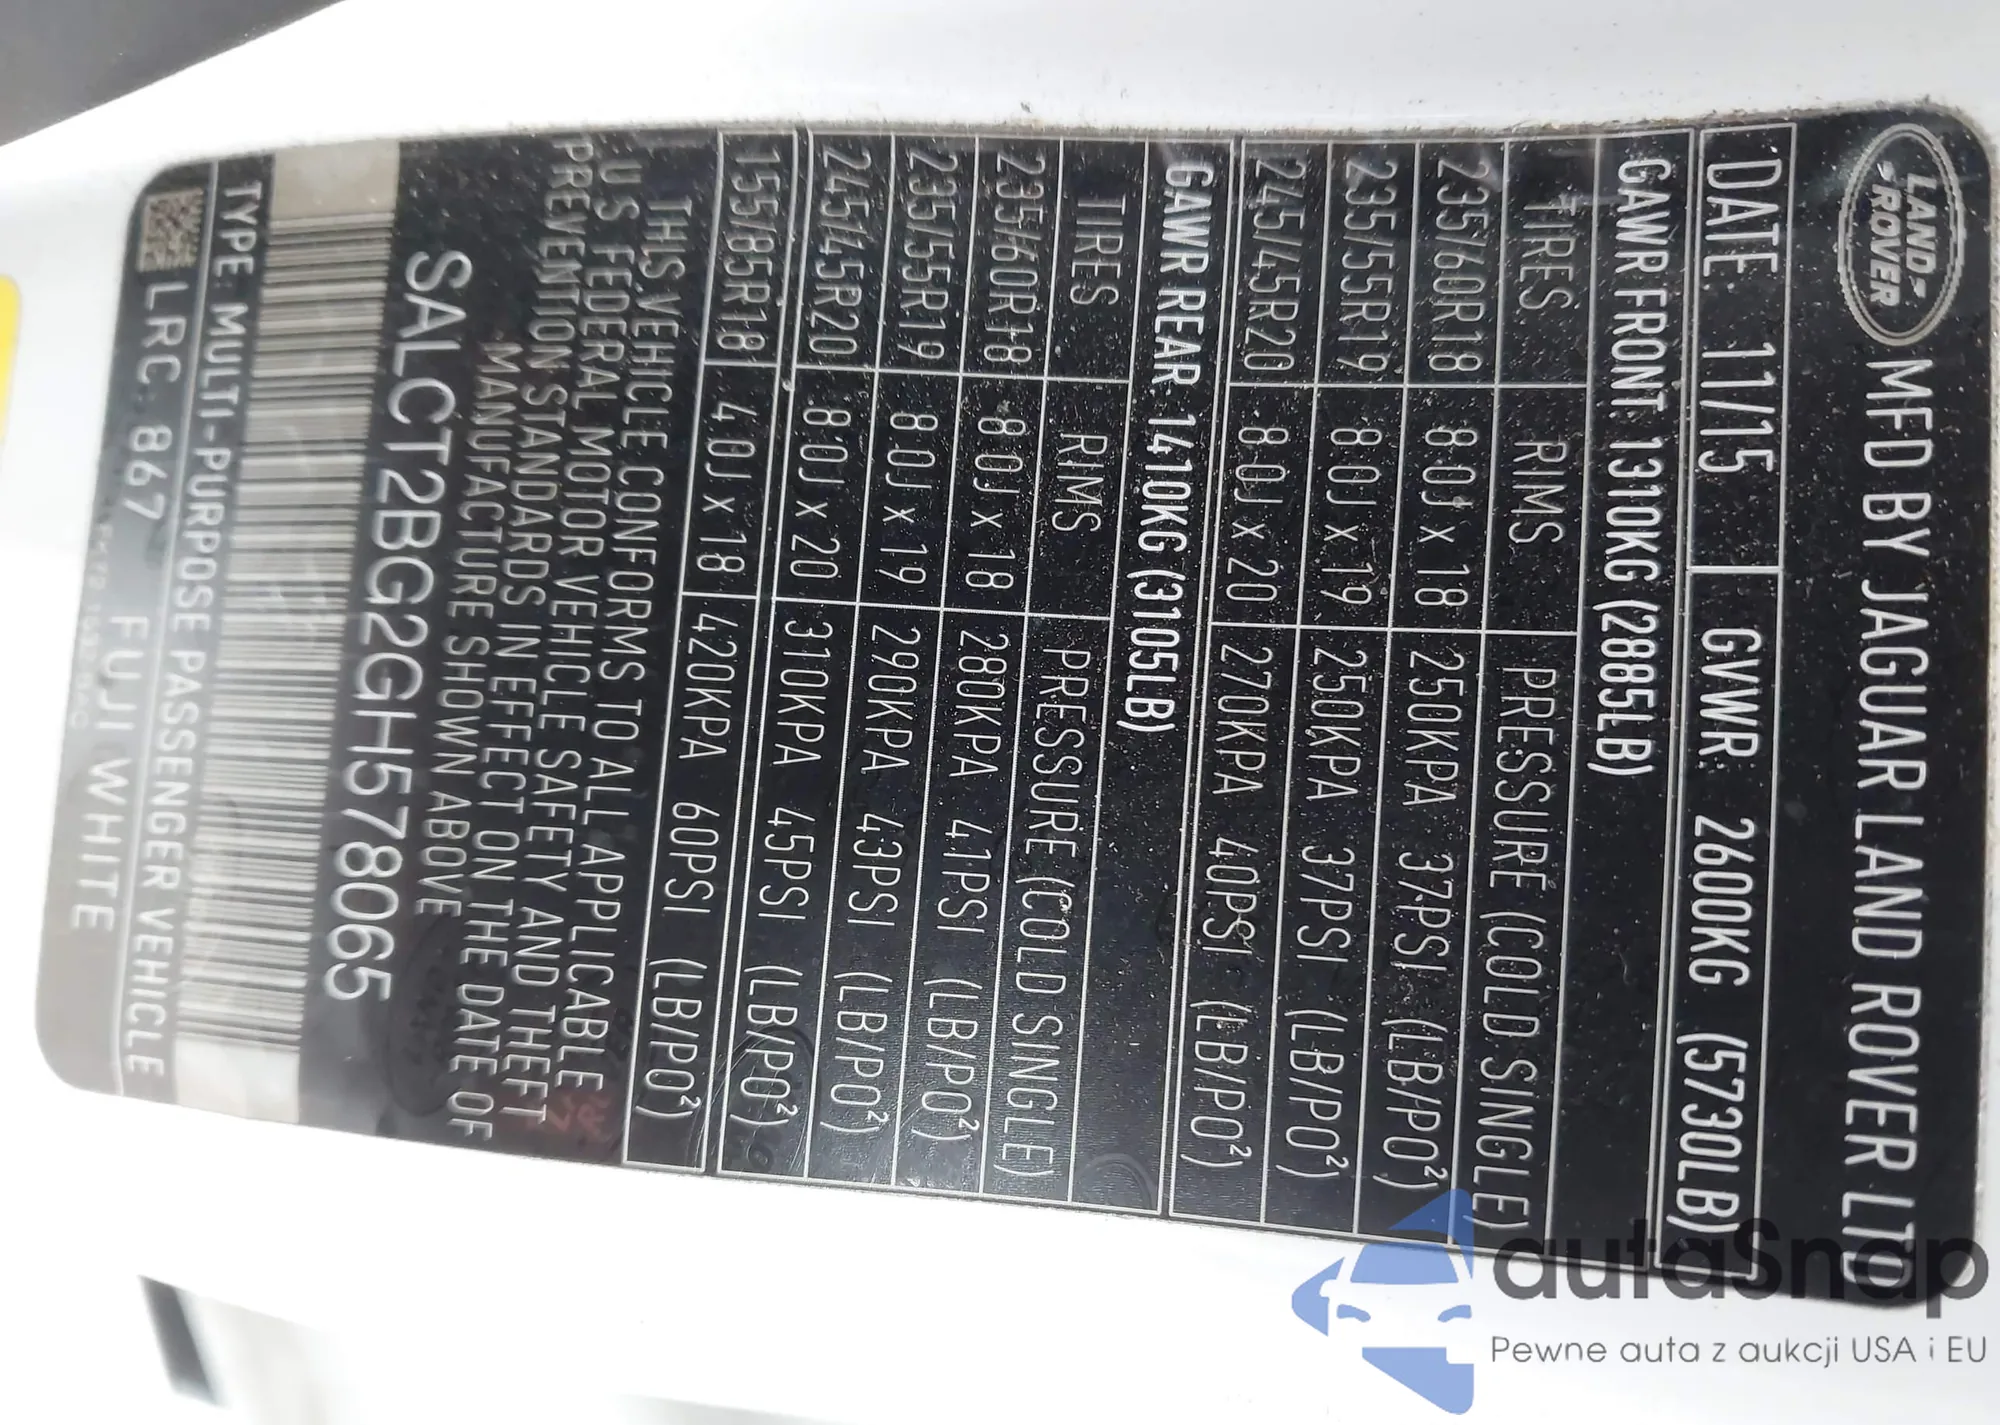 LAND-
-ROVER
MFD BY JAGUAR LAND ROVER LTD
DATE: 11/15 GVWR: 2600KG (5730LB)
GAWR FRONT: 1310KG (2885LB)
TIRES RIMS PRESSURE (COLD SINGLE)
235/60R18 8.0J x 18 250KPA 37PSI (LB/PO²)
235/55R19 8.0J x 19 250KPA 37PSI (LB/PO²)
245/45R20 8.0J x 20 270KPA 40PSI (LB/PO²)
GAWR REAR: 1410KG (3105LB)
TIRES RIMS PRESSURE (COLD SINGLE)
235/60R18 8.0J x 18 280KPA 41PSI (LB/PO²)
235/55R19 8.0J x 19 290KPA 43PSI (LB/PO²)
245/45R20 8.0J x 20 310KPA 45PSI (LB/PO²)
155/85R18 4.0J x 18 420KPA 60PSI (LB/PO²)
THIS VEHICLE CONFORMS TO ALL APPLICABLE
U.S. FEDERAL MOTOR VEHICLE SAFETY AND THEFT
PREVENTION STANDARDS IN EFFECT ON THE DATE OF
MANUFACTURE SHOWN ABOVE
SALCT2BG2GH578065
TYPE: MULTI-PURPOSE PASSENGER VEHICLE
LRC: 867 FUJI WHITE
autaSnap
Pewne auta z aukcji USA i EU